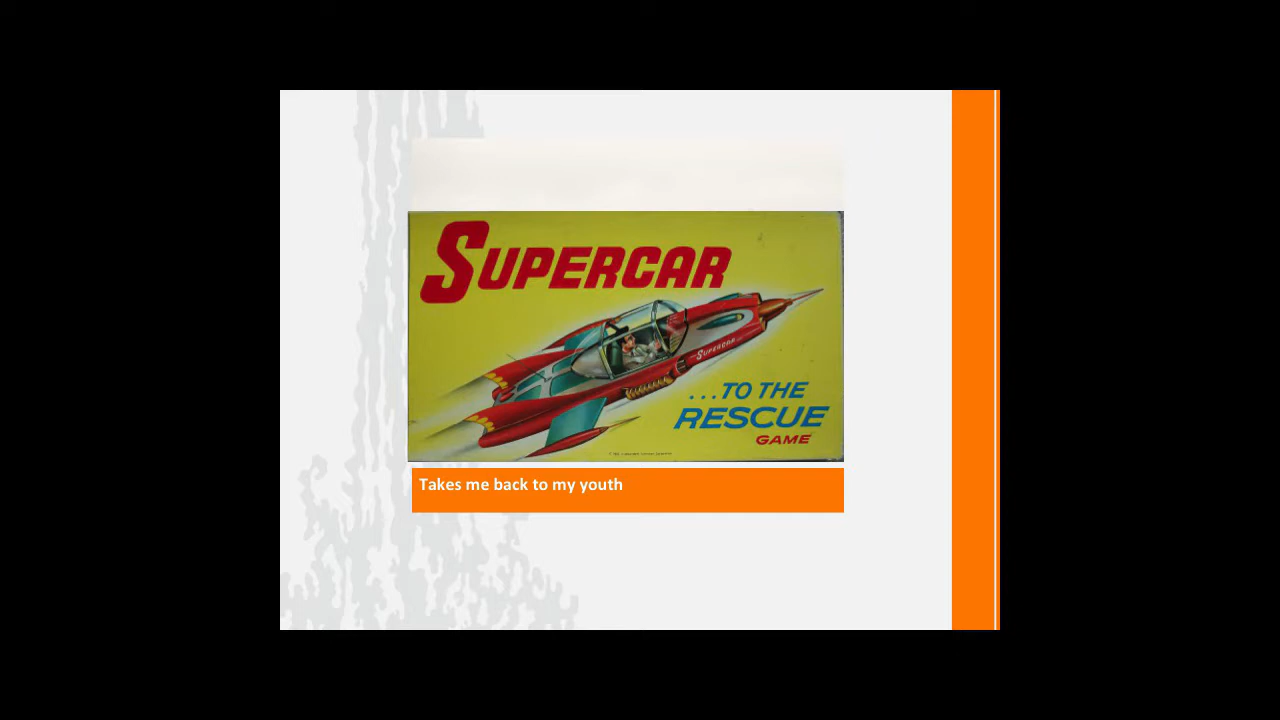 SUPERCAR
SUPERCAR
...TO THE
RESCUE
GAME
Takes me back to my youth